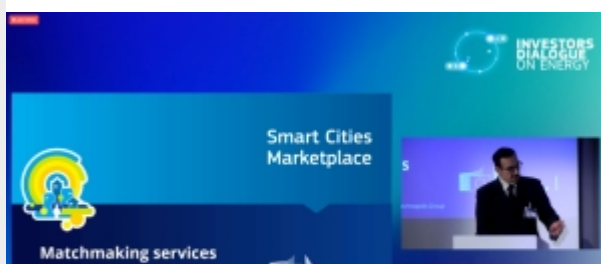 INVESTORS
DIALOGUE
ON ENERGY
Smart Cities
Marketplace
S
Matchmaking services